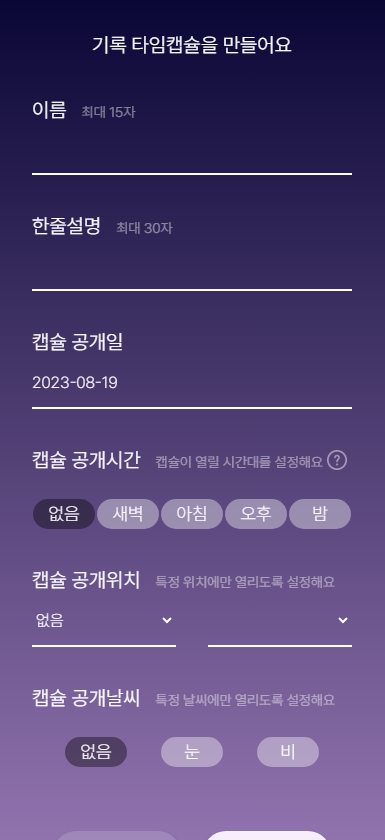 기록 타임캡슐을 만들어요
이름 최대 15자
한줄설명 최대 30자
캡슐 공개일
2023-08-19
캡슐 공개시간 캡슐이 열릴 시간대를 설정해요 ?
없음 새벽 아침 오후 밤
캡슐 공개위치 특정 위치에만 열리도록 설정해요
없음
캡슐 공개날씨 특정 날씨에만 열리도록 설정해요
없음 눈 비